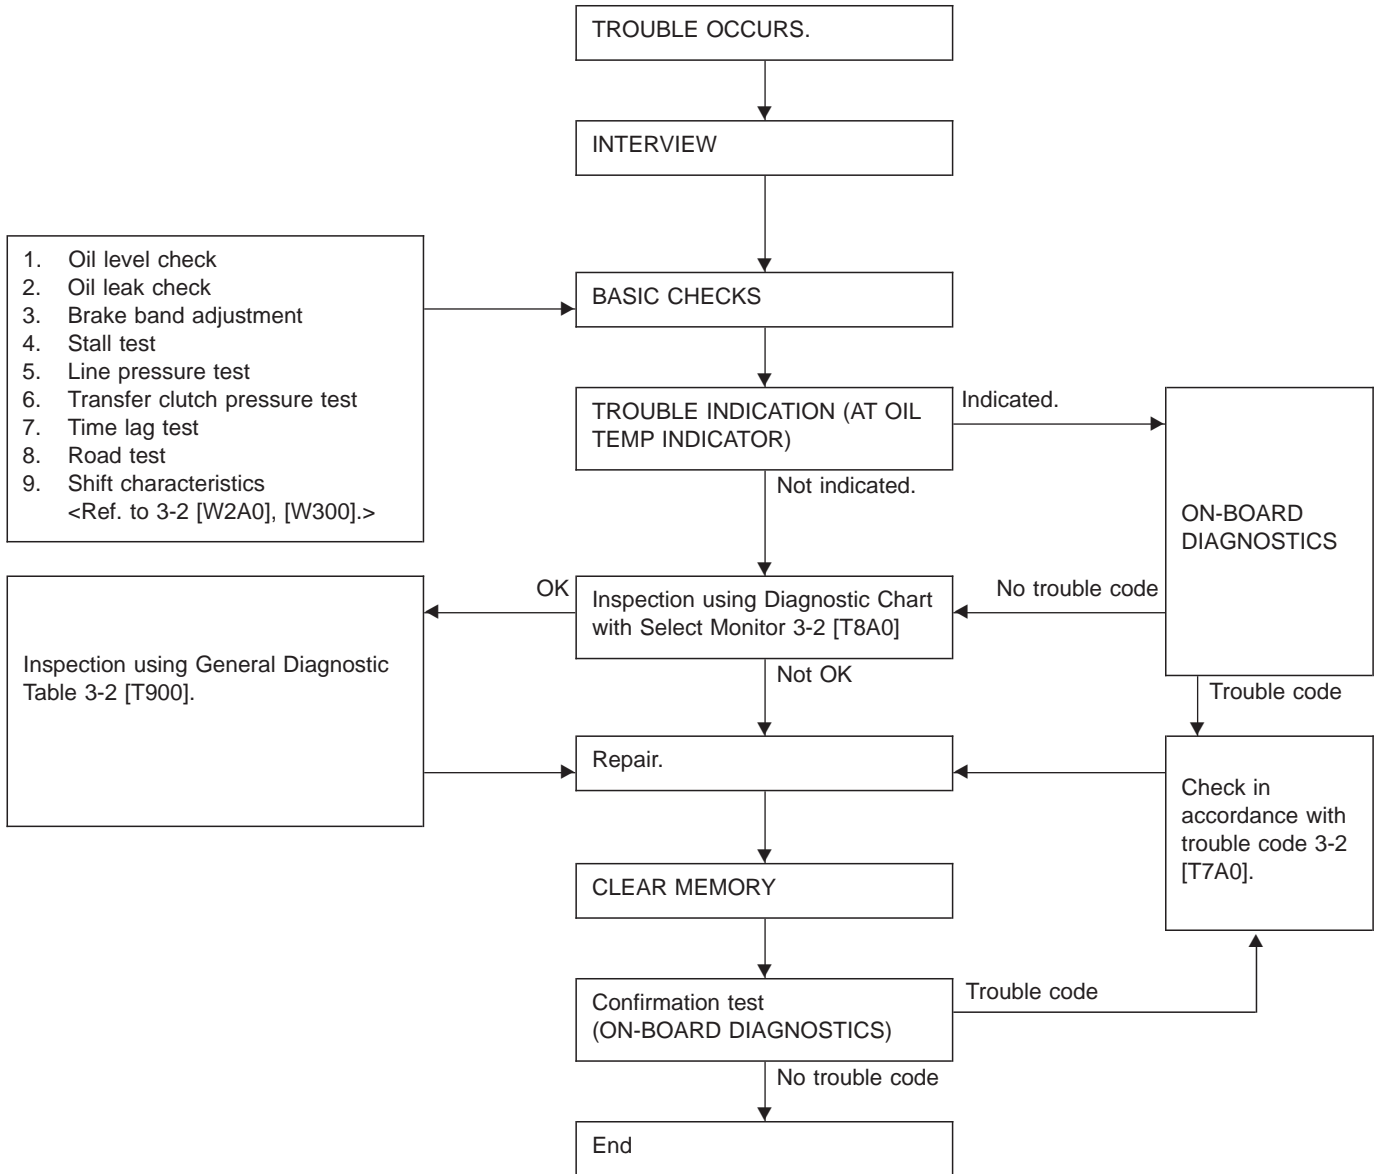 TROUBLE OCCURS.
INTERVIEW
1. Oil level check
2. Oil leak check
3. Brake band adjustment
4. Stall test
5. Line pressure test
6. Transfer clutch pressure test
7. Time lag test
8. Road test
9. Shift characteristics
<Ref. to 3-2 [W2A0], [W300].>
BASIC CHECKS
TROUBLE INDICATION (AT OIL
TEMP INDICATOR)
Indicated.
Not indicated.
ON-BOARD
DIAGNOSTICS
No trouble code
Trouble code
Inspection using Diagnostic Chart
with Select Monitor 3-2 [T8A0]
OK
Not OK
Inspection using General Diagnostic
Table 3-2 [T900].
Repair.
Check in
accordance with
trouble code 3-2
[T7A0].
CLEAR MEMORY
Confirmation test
(ON-BOARD DIAGNOSTICS)
Trouble code
No trouble code
End